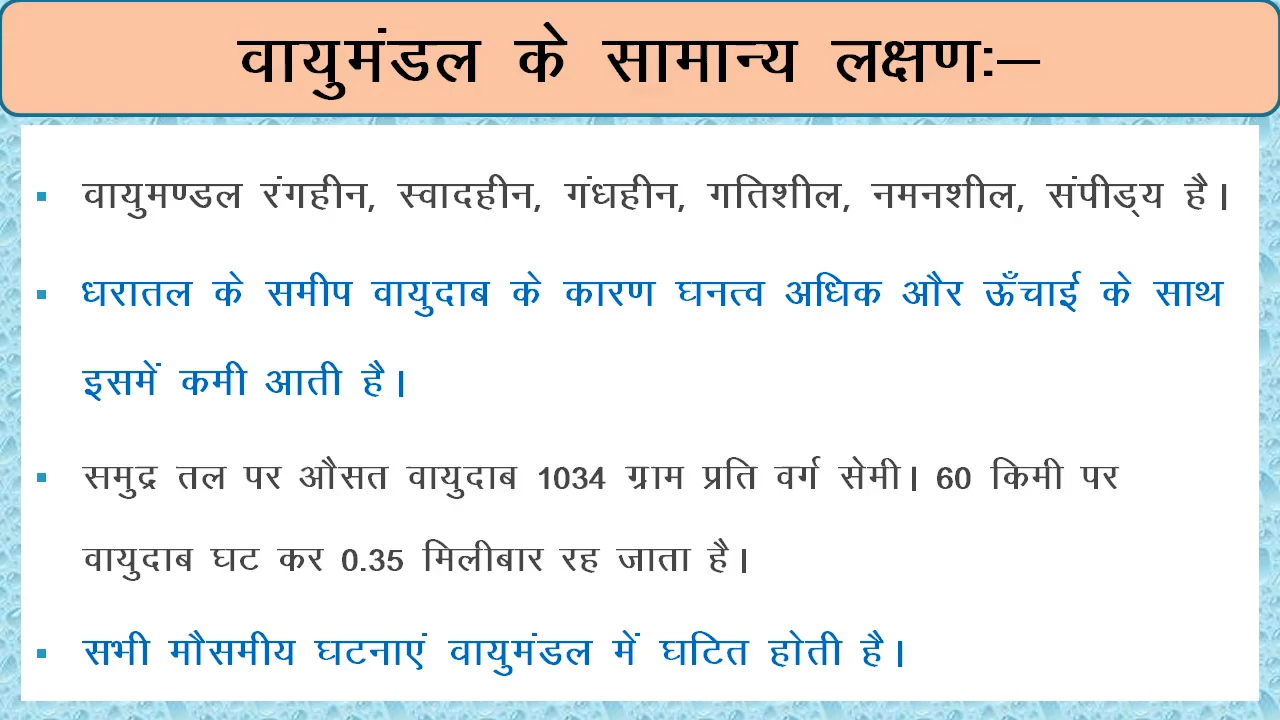 वायुमंडल के सामान्य लक्षणः–
▪ वायुमण्डल रंगहीन, स्वादहीन, गंधहीन, गतिशील, नमनशील, संपीड्य है।
▪ धरातल के समीप वायुदाब के कारण घनत्व अधिक और ऊँचाई के साथ
इसमें कमी आती है।
▪ समुद्र तल पर औसत वायुदाब 1034 ग्राम प्रति वर्ग सेमी। 60 किमी पर
वायुदाब घट कर 0.35 मिलीबार रह जाता है।
▪ सभी मौसमीय घटनाएं वायुमंडल में घटित होती है।